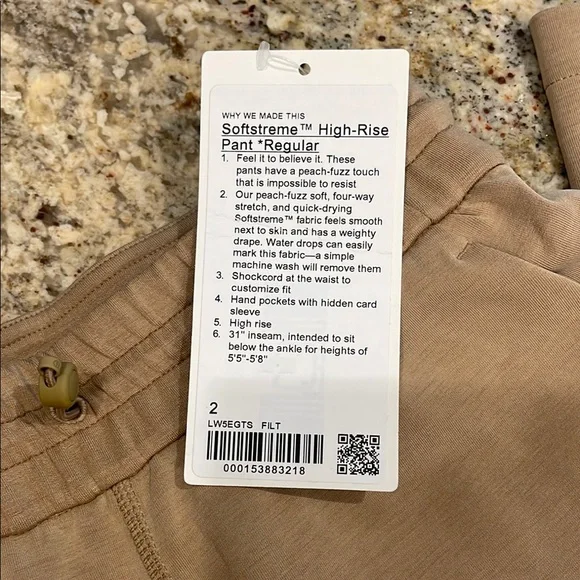 WHY WE MADE THIS
Softstreme™ High-Rise
Pant *Regular
1. Feel it to believe it. These
pants have a peach-fuzz touch
that is impossible to resist
2. Our peach-fuzz soft, four-way
stretch, and quick-drying
Softstreme™ fabric feels smooth
next to skin and has a weighty
drape. Water drops can easily
mark this fabric—a simple
machine wash will remove them
3. Shockcord at the waist to
customize fit
4. Hand pockets with hidden card
sleeve
5. High rise
6. 31" inseam, intended to sit
below the ankle for heights of
5'5"-5'8"
2
LW5EGTS FILT
000153883218